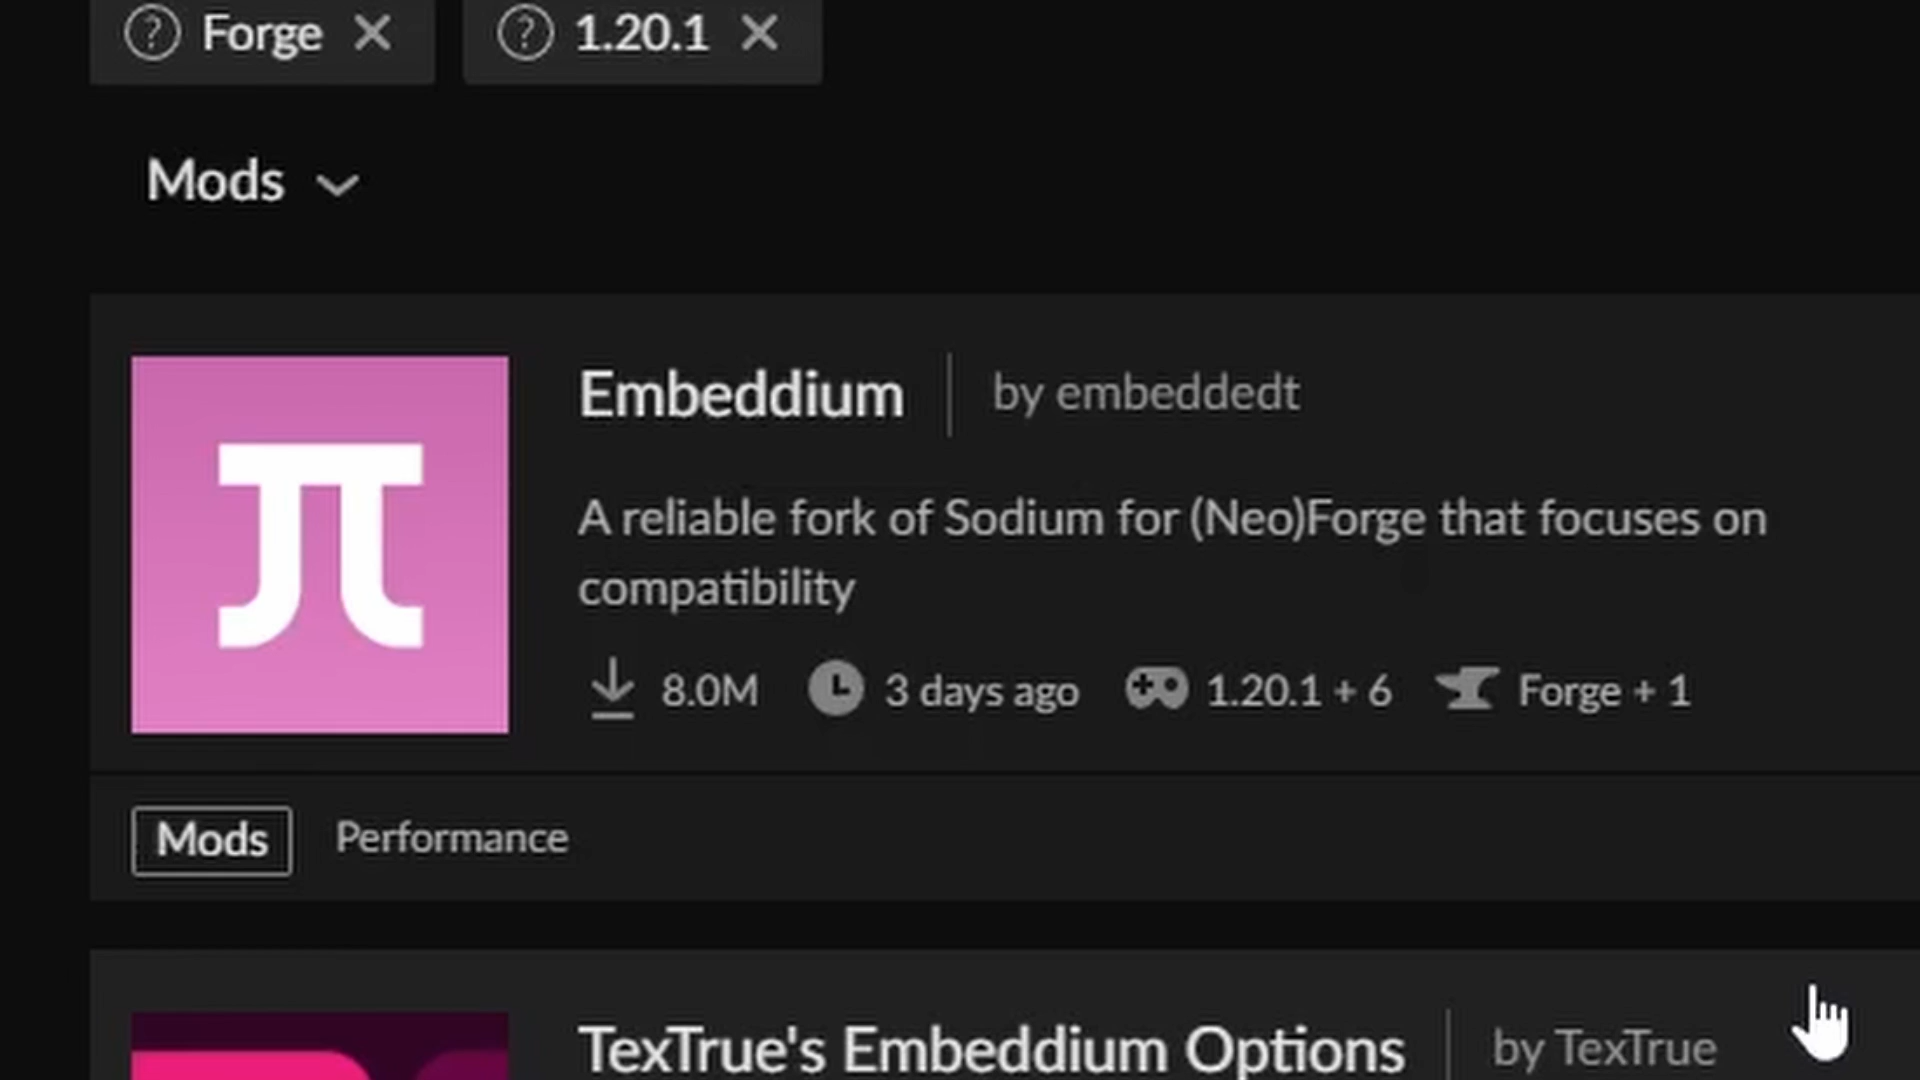 Forge
1.20.1
Mods
Embeddium
by embeddedt
A reliable fork of Sodium for (Neo)Forge that focuses on
compatibility
8.0M 3 days ago 1.20.1 + 6 Forge + 1
Mods Performance
TexTrue's Embeddium Options
by TexTrue